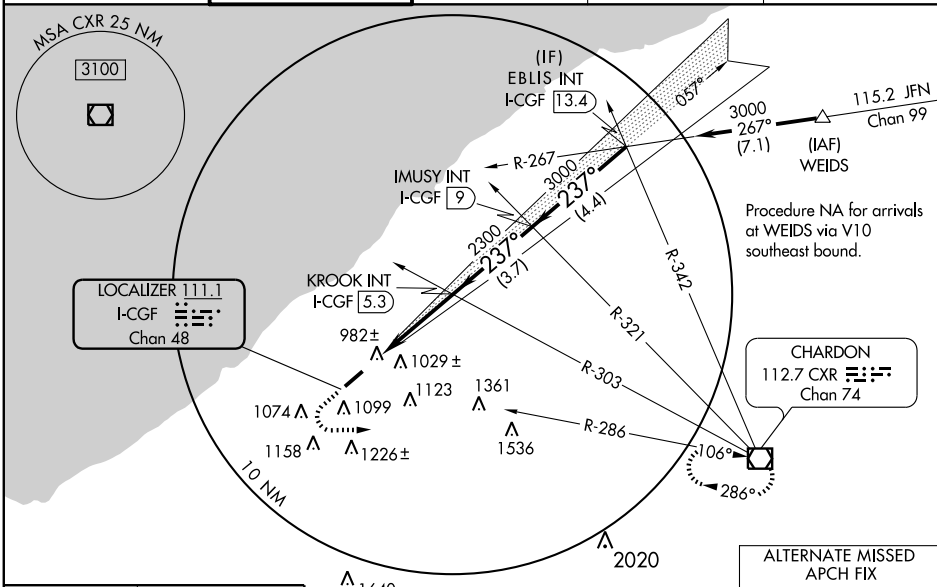 MSA CXR 25 NM
3100
(IF)
EBLIS INT
I-CGF 13.4
057°
3000
267°
(7.1)
115.2 JFN
Chan 99
(IAF)
WEIDS
R-267
IMUSY INT
I-CGF 9
3000
237°
(4.4)
Procedure NA for arrivals
at WEIDS via V10
southeast bound.
2300
237°
(3.7)
R-342
KROOK INT
I-CGF 5.3
LOCALIZER 111.1
I-CGF
Chan 48
R-321
982±
1029±
R-303
CHARDON
112.7 CXR
Chan 74
1123
1361
1074
1099
R-286
1158
1226±
1536
106°
286°
10 NM
2020
ALTERNATE MISSED
APCH FIX